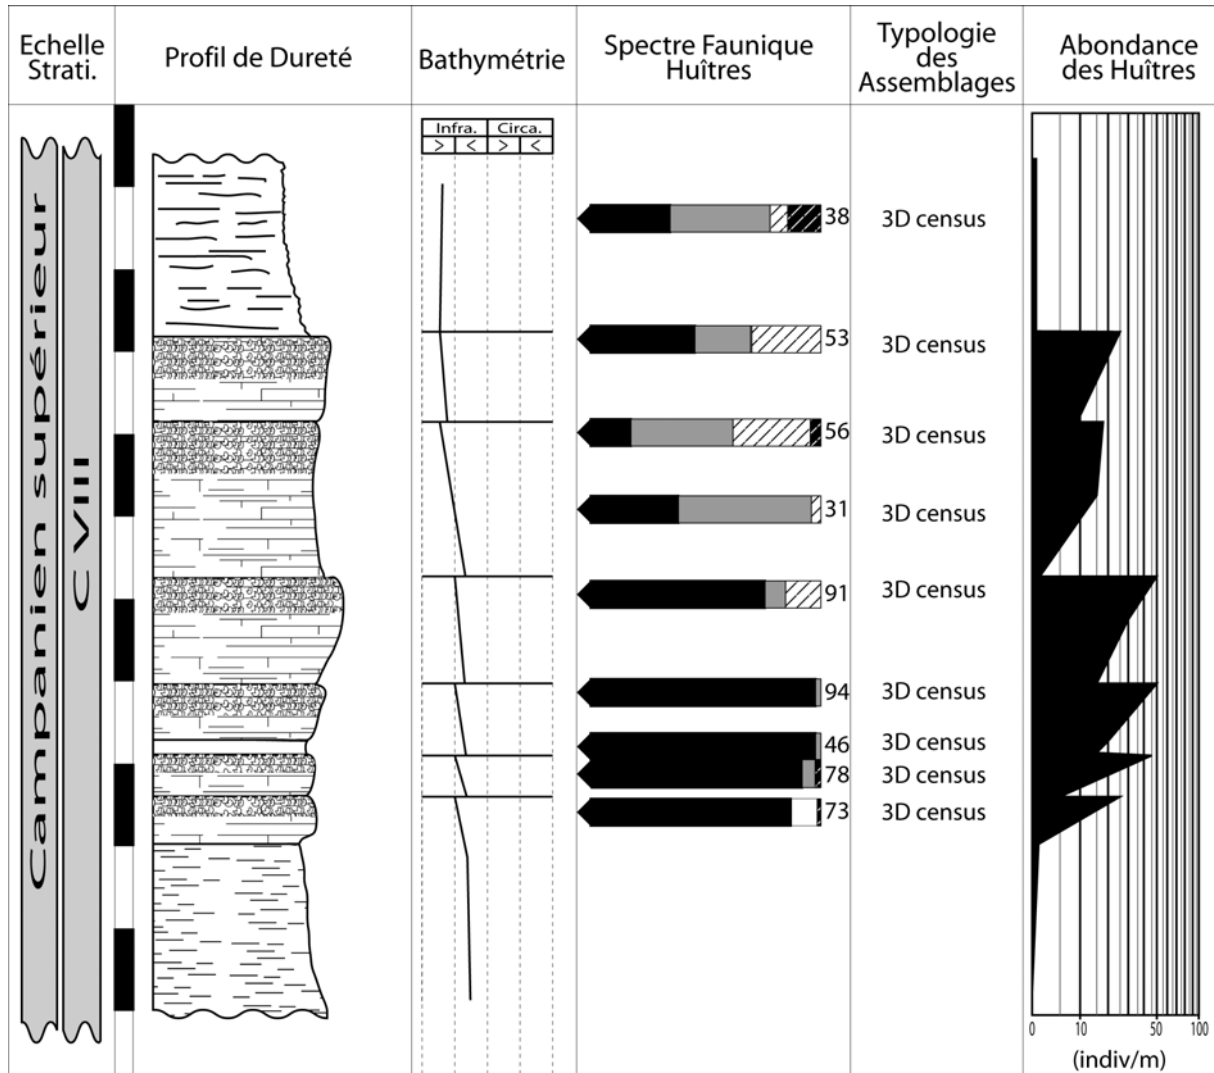 Echelle
Strati.
Profil de Dureté
Bathymétrie
Spectre Faunique
Huîtres
Typologie
des
Assemblages
Abondance
des Huîtres
Campanien supérieur
C VIII
Infra. Circa.
> < > <
38 3D census
53 3D census
56 3D census
31 3D census
91 3D census
94 3D census
46 3D census
78 3D census
73 3D census
0 10 50 100
(indiv/m)